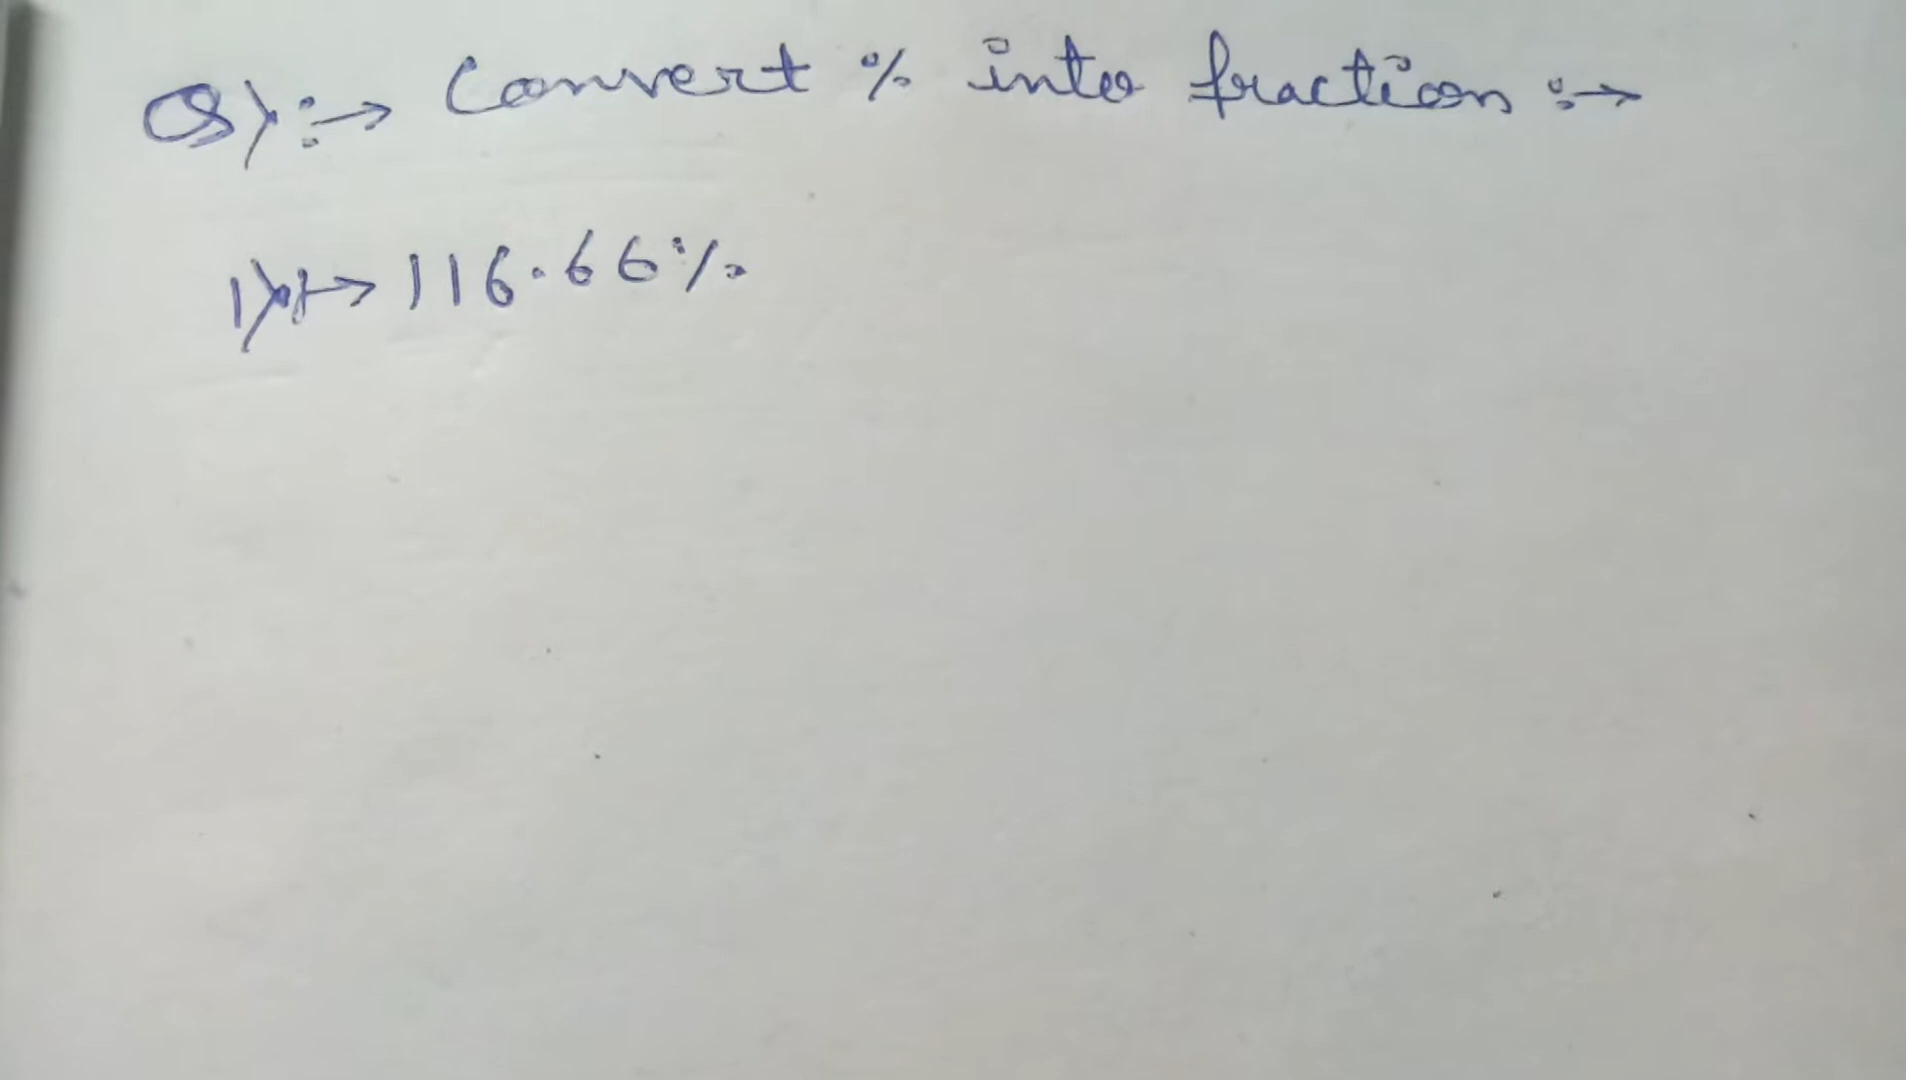 Q) :→ Convert % into fraction :→
1) :→ 116.66%